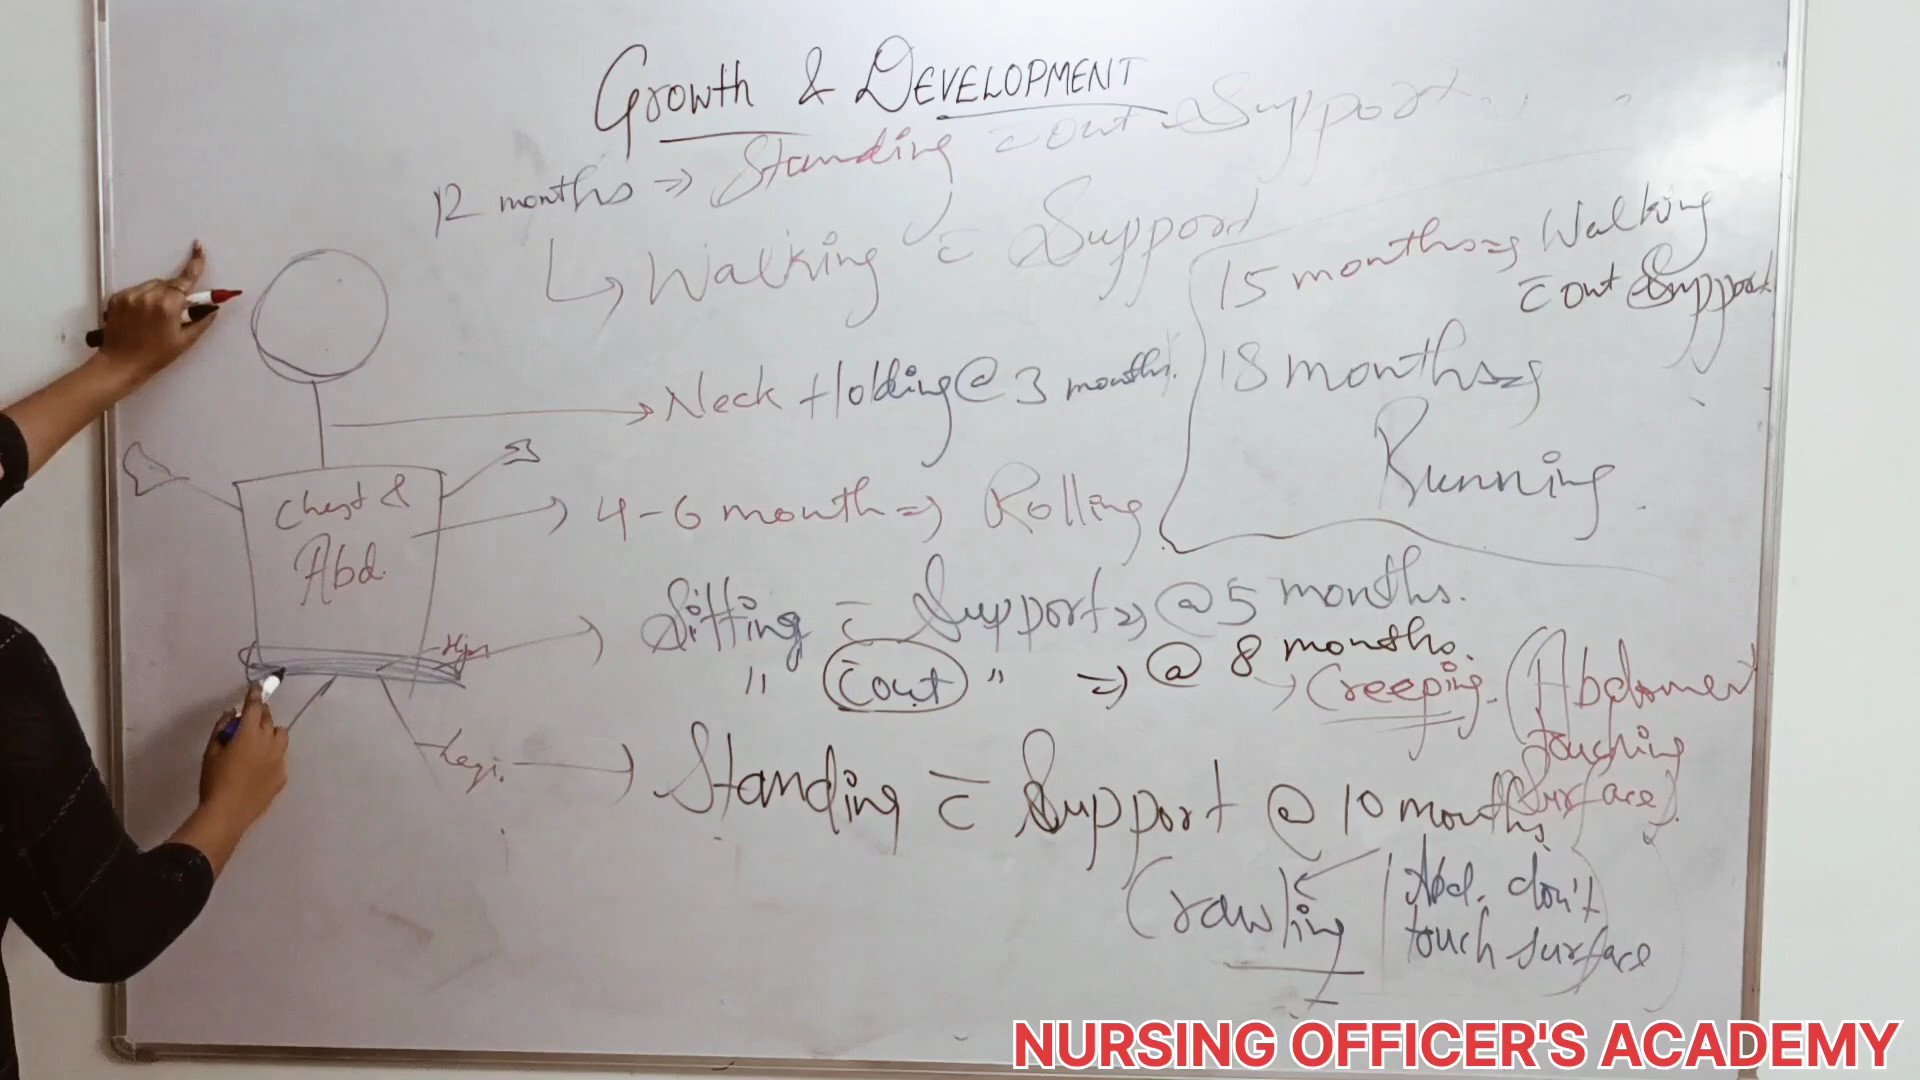 Growth & DEVELOPMENT
12 months => Standing c̄out Support
↳ Walking c̄ Support
15 months => Walking
c̄out Support
18 months =>
Running
Neck Holding @ 3 months.
Chest &
Abd.
4-6 month => Rolling
Hips
Sitting c̄ Support => @ 5 months.
" c̄out " => @ 8 months.
→ Creeping. (Abdomen
touching
Surface)
Legs.
Standing c̄ Support @ 10 months
Crawling
Abd. don't
touch surface
NURSING OFFICER'S ACADEMY